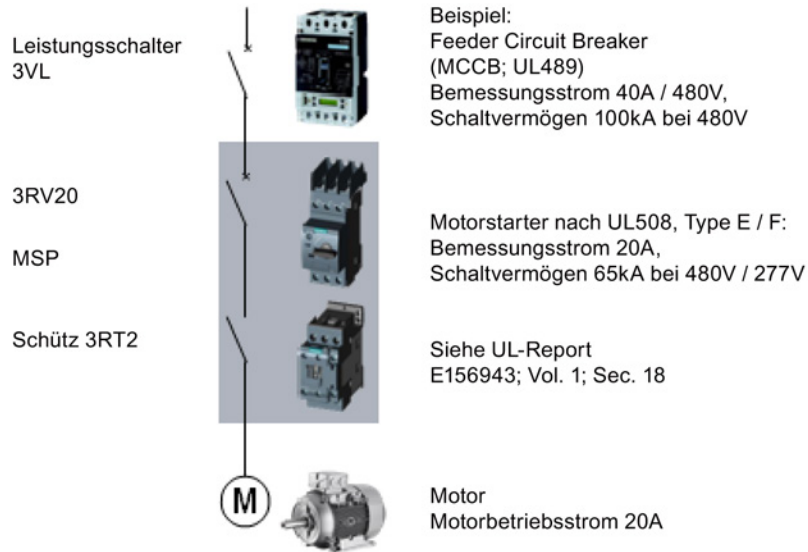 Leistungsschalter
3VL
Beispiel:
Feeder Circuit Breaker
(MCCB; UL489)
Bemessungsstrom 40A / 480V,
Schaltvermögen 100kA bei 480V
3RV20
MSP
Motorstarter nach UL508, Type E / F:
Bemessungsstrom 20A,
Schaltvermögen 65kA bei 480V / 277V
Schütz 3RT2
Siehe UL-Report
E156943; Vol. 1; Sec. 18
M
Motor
Motorbetriebsstrom 20A